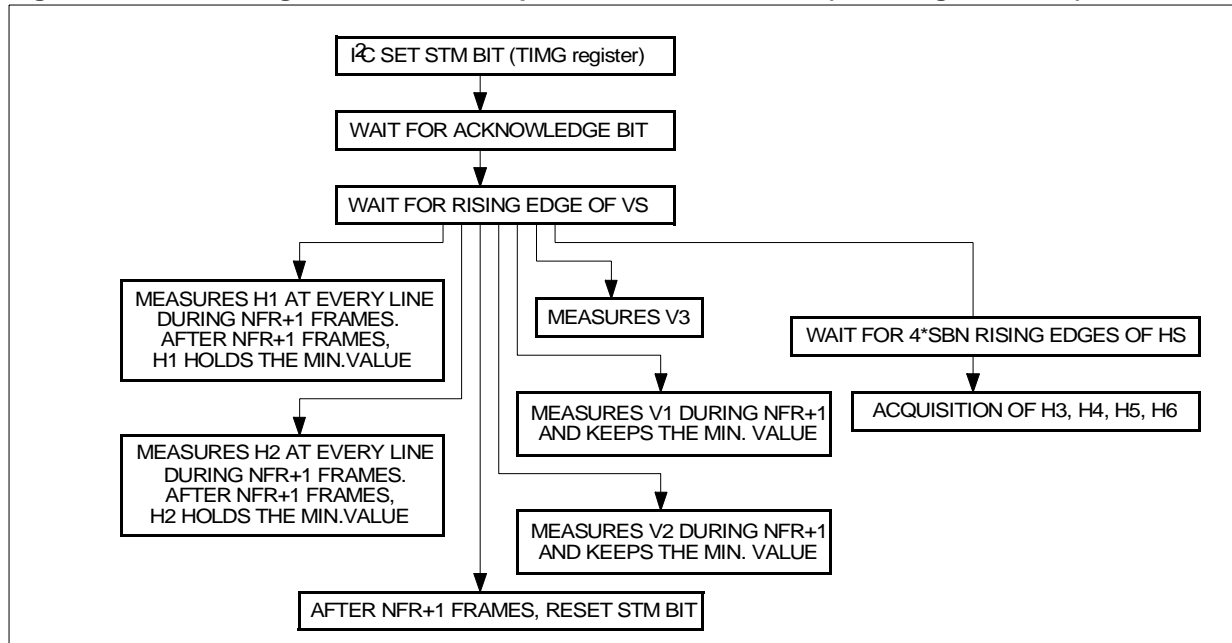 I²C SET STM BIT (TIMG register)
WAIT FOR ACKNOWLEDGE BIT
WAIT FOR RISING EDGE OF VS
MEASURES H1 AT EVERY LINE
DURING NFR+1 FRAMES.
AFTER NFR+1 FRAMES,
H1 HOLDS THE MIN.VALUE
MEASURES V3
WAIT FOR 4*SBN RISING EDGES OF HS
MEASURES V1 DURING NFR+1
AND KEEPS THE MIN. VALUE
ACQUISITION OF H3, H4, H5, H6
MEASURES H2 AT EVERY LINE
DURING NFR+1 FRAMES.
AFTER NFR+1 FRAMES,
H2 HOLDS THE MIN.VALUE
MEASURES V2 DURING NFR+1
AND KEEPS THE MIN. VALUE
AFTER NFR+1 FRAMES, RESET STM BIT